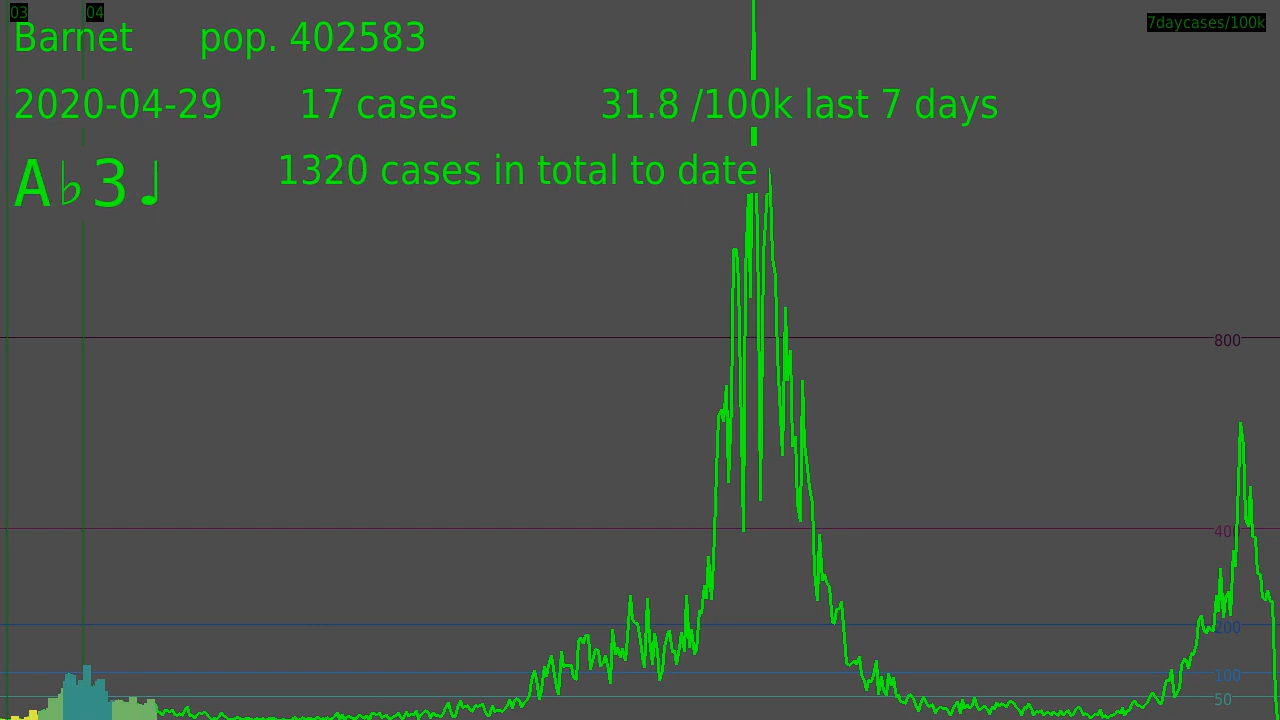 03 04
7daycases/100k
Barnet pop. 402583
2020-04-29 17 cases 31.8 /100k last 7 days
A♭3♩ 1320 cases in total to date
800
400
200
100
50